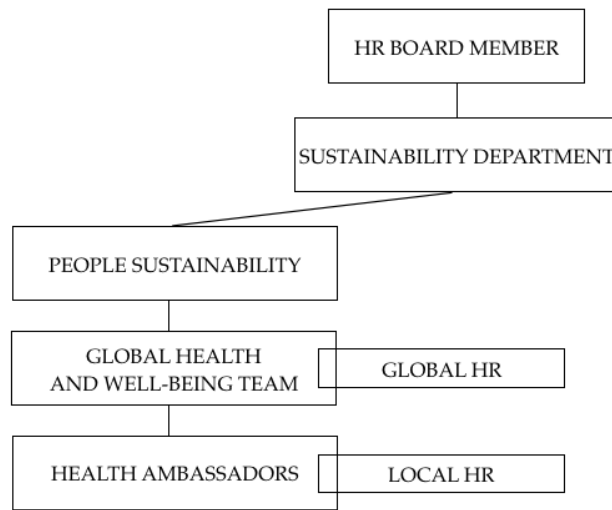 HR BOARD MEMBER
SUSTAINABILITY DEPARTMENT
PEOPLE SUSTAINABILITY
GLOBAL HEALTH
AND WELL-BEING TEAM
GLOBAL HR
HEALTH AMBASSADORS
LOCAL HR